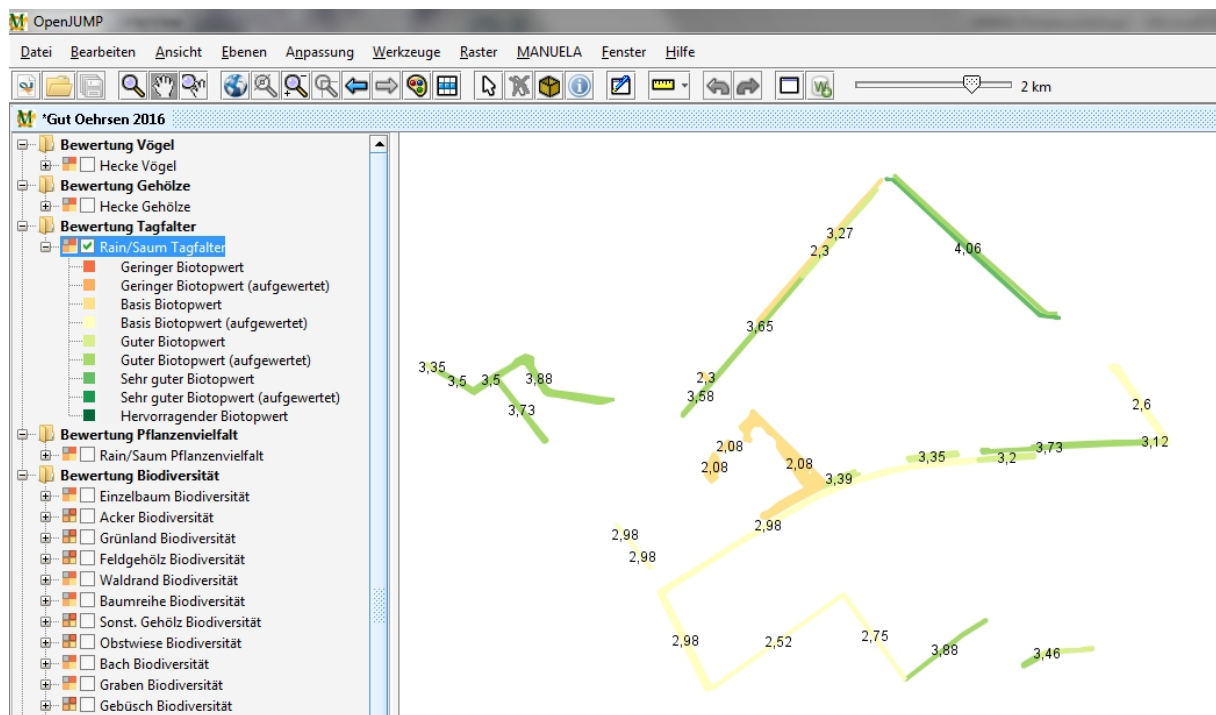 OpenJUMP
Datei Bearbeiten Ansicht Ebenen Anpassung Werkzeuge Raster MANUELA Fenster Hilfe
2 km
*Gut Oehrsen 2016
Bewertung Vögel
Hecke Vögel
Bewertung Gehölze
Hecke Gehölze
Bewertung Tagfalter
Rain/Saum Tagfalter
Geringer Biotopwert
Geringer Biotopwert (aufgewertet)
Basis Biotopwert
Basis Biotopwert (aufgewertet)
Guter Biotopwert
Guter Biotopwert (aufgewertet)
Sehr guter Biotopwert
Sehr guter Biotopwert (aufgewertet)
Hervorragender Biotopwert
Bewertung Pflanzenvielfalt
Rain/Saum Pflanzenvielfalt
Bewertung Biodiversität
Einzelbaum Biodiversität
Acker Biodiversität
Grünland Biodiversität
Feldgehölz Biodiversität
Waldrand Biodiversität
Baumreihe Biodiversität
Sonst. Gehölz Biodiversität
Obstwiese Biodiversität
Bach Biodiversität
Graben Biodiversität
Gebüsch Biodiversität
3,27
2,3
4,06
3,65
3,35
3,5 3,5 3,88
2,3
3,58
3,73
2,6
2,08
3,73 3,12
2,08 2,08
3,35 3,2
3,39
2,98
2,98
2,98
2,98 2,52 2,75
3,88 3,46